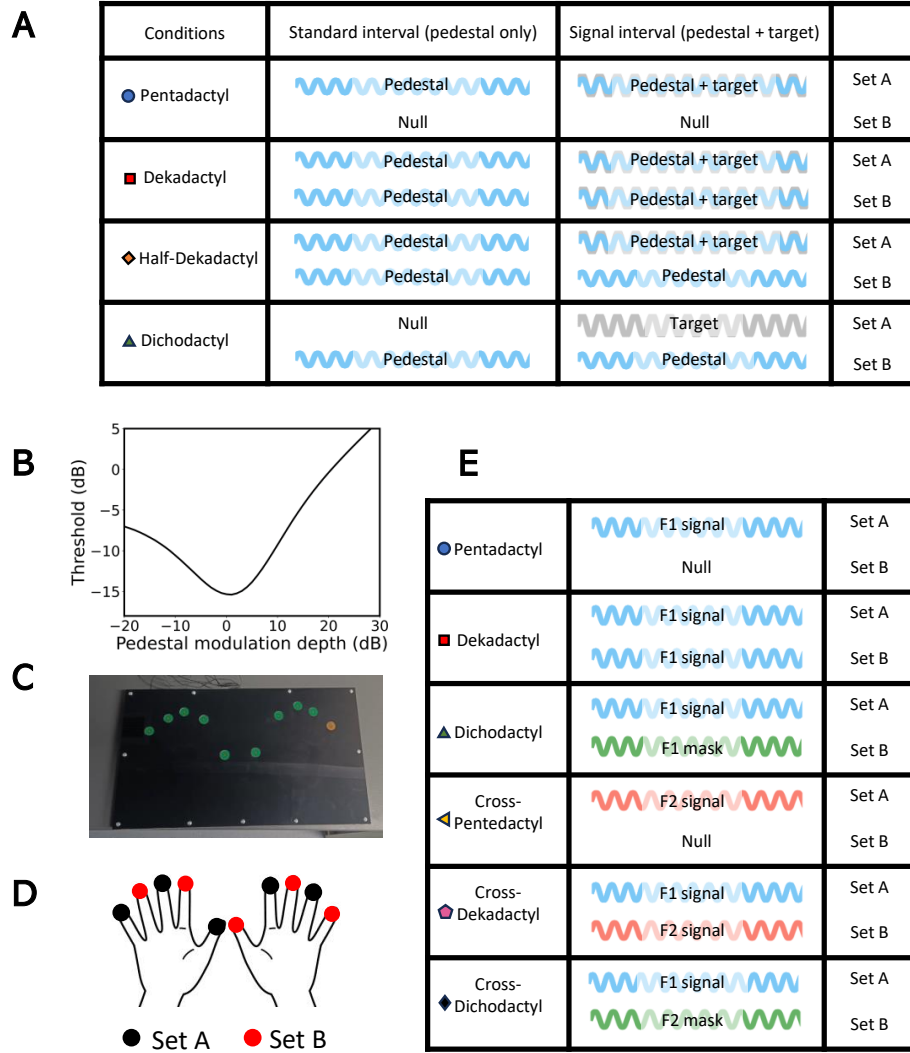 A
Conditions
Standard interval (pedestal only)
Signal interval (pedestal + target)
Pentadactyl
Pedestal
Pedestal + target
Set A
Null
Null
Set B
Dekadactyl
Pedestal
Pedestal + target
Set A
Pedestal
Pedestal + target
Set B
Half-Dekadactyl
Pedestal
Pedestal + target
Set A
Pedestal
Pedestal
Set B
Dichodactyl
Null
Target
Set A
Pedestal
Pedestal
Set B
B
Threshold (dB)
5
0
−5
−10
−15
−20
−10
0
10
20
30
Pedestal modulation depth (dB)
C
D
Set A
Set B
E
Pentadactyl
F1 signal
Set A
Null
Set B
Dekadactyl
F1 signal
Set A
F1 signal
Set B
Dichodactyl
F1 signal
Set A
F1 mask
Set B
Cross-
Pentedactyl
F2 signal
Set A
Null
Set B
Cross-
Dekadactyl
F1 signal
Set A
F2 signal
Set B
Cross-
Dichodactyl
F1 signal
Set A
F2 mask
Set B